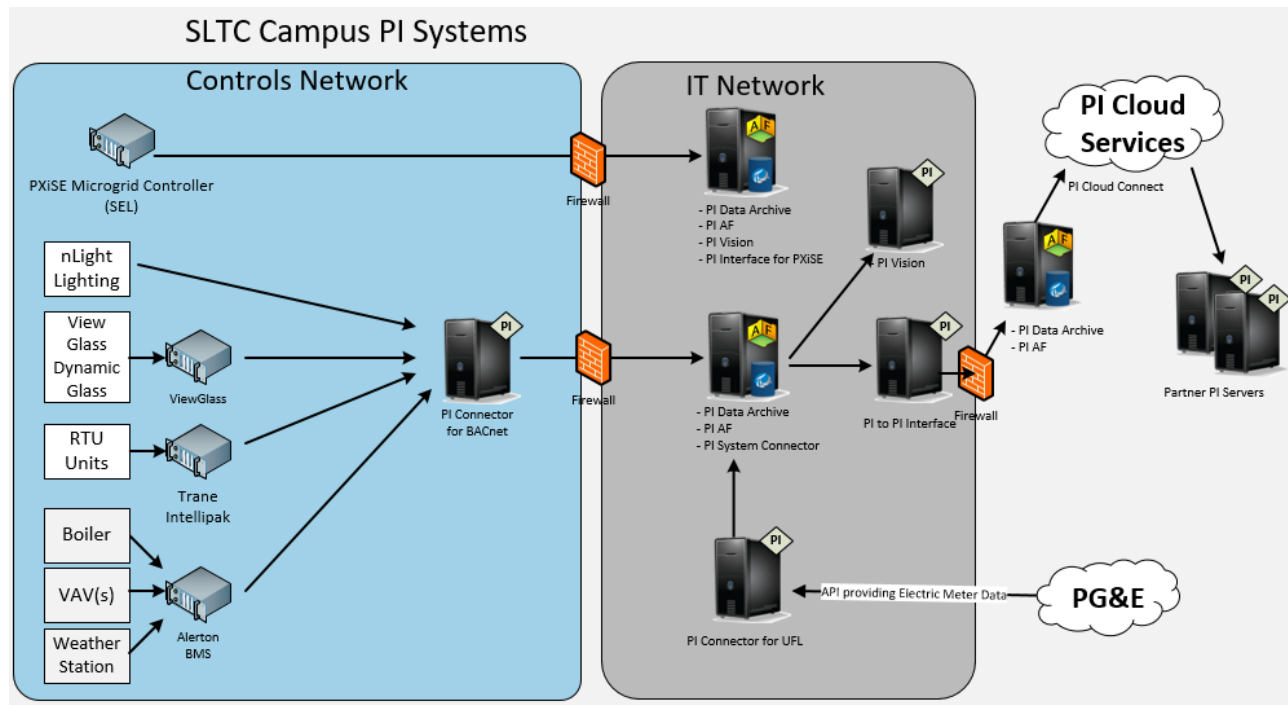 SLTC Campus PI Systems
Controls Network
IT Network
PXiSE Microgrid Controller
(SEL)
Firewall
A F
- PI Data Archive
- PI AF
- PI Vision
- PI Interface for PXiSE
PI
PI Vision
PI Cloud
Services
PI Cloud Connect
nLight
Lighting
View
Glass
Dynamic
Glass
ViewGlass
RTU
Units
Trane
Intellipak
Boiler
VAV(s)
Weather
Station
Alerton
BMS
PI
PI Connector
for BACnet
Firewall
A F
- PI Data Archive
- PI AF
- PI System Connector
PI
PI to PI Interface
Firewall
A F
- PI Data Archive
- PI AF
PI
PI
Partner PI Servers
PI
PI Connector for UFL
API providing Electric Meter Data
PG&E